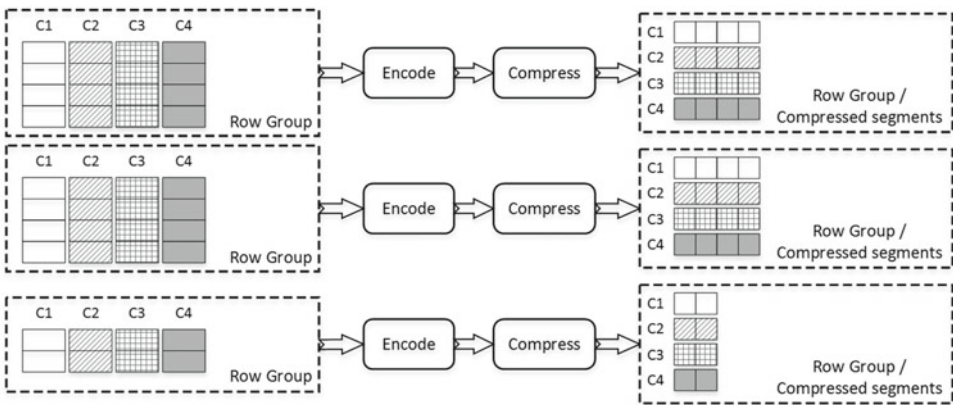 C1 C2 C3 C4
Row Group
Encode
Compress
C1
C2
C3
C4
Row Group /
Compressed segments
C1 C2 C3 C4
Row Group
Encode
Compress
C1
C2
C3
C4
Row Group /
Compressed segments
C1 C2 C3 C4
Row Group
Encode
Compress
C1
C2
C3
C4
Row Group /
Compressed segments